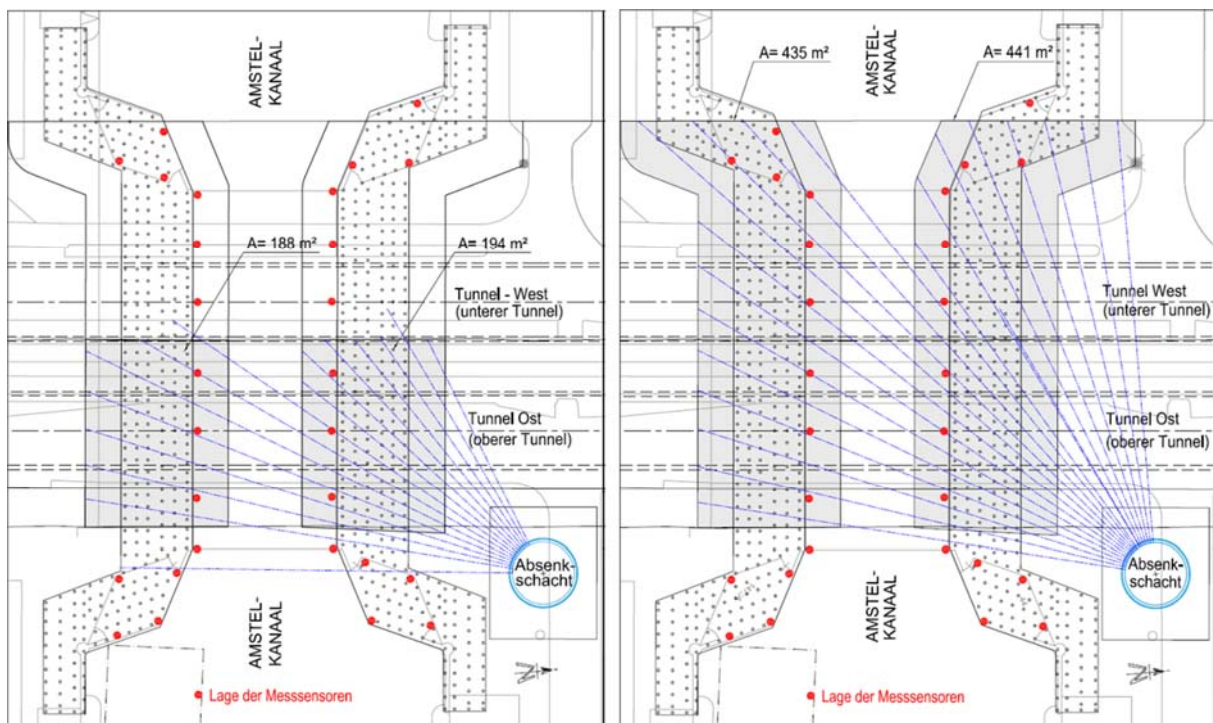 AMSTEL-
KANAAL
A= 188 m²
A= 194 m²
Tunnel - West
(unterer Tunnel)
Tunnel Ost
(oberer Tunnel)
Absenk-
schacht
AMSTEL-
KANAAL
N
Lage der Messsensoren
A= 435 m²
AMSTEL-
KANAAL
A= 441 m²
Tunnel West
(unterer Tunnel)
Tunnel Ost
(oberer Tunnel)
Absenk-
schacht
AMSTEL-
KANAAL
N
Lage der Messsensoren